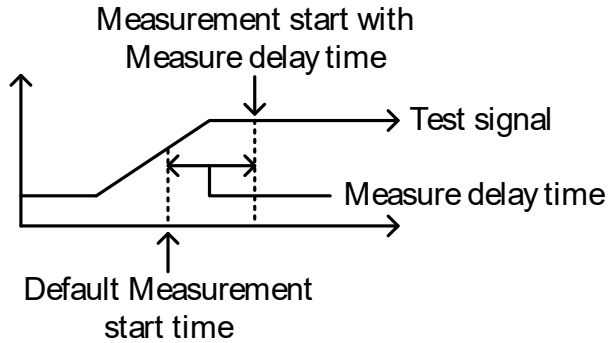 Measurement start with
Measure delay time
Test signal
Measure delay time
Default Measurement
start time